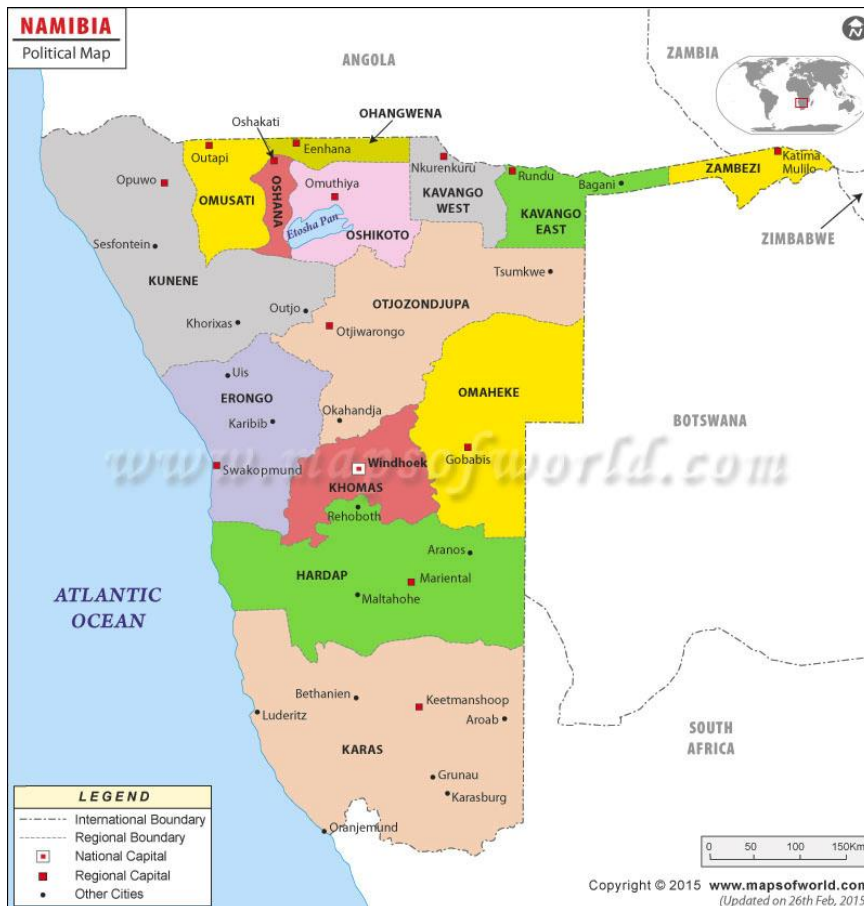 NAMIBIA
Political Map
N
ANGOLA
ZAMBIA
OHANGWENA
Oshakati
Eenhana
Outapi
Nkurenkuru
Katima
Mulilo
Opuwo
OMUSATI
OSHANA
Omuthiya
KAVANGO
WEST
Rundu
Bagani
ZAMBEZI
Etosha Pan
OSHIKOTO
KAVANGO
EAST
ZIMBABWE
Sesfontein
KUNENE
Tsumkwe
OTJOZONDJUPA
Outjo
Khorixas
Otjiwarongo
Uis
ERONGO
OMAHEKE
Karibib
Okahandja
BOTSWANA
www.mapsofworld.com
Swakopmund
Windhoek
Gobabis
KHOMAS
Rehoboth
Aranos
HARDAP
Mariental
Maltahohe
ATLANTIC
OCEAN
Bethanien
Keetmanshoop
Luderitz
Aroab
SOUTH
AFRICA
KARAS
Grunau
Karasburg
Oranjemund
LEGEND
International Boundary
Regional Boundary
National Capital
Regional Capital
Other Cities
0 50 100 150Km
Copyright © 2015 www.mapsofworld.com
(Updated on 26th Feb, 2015)